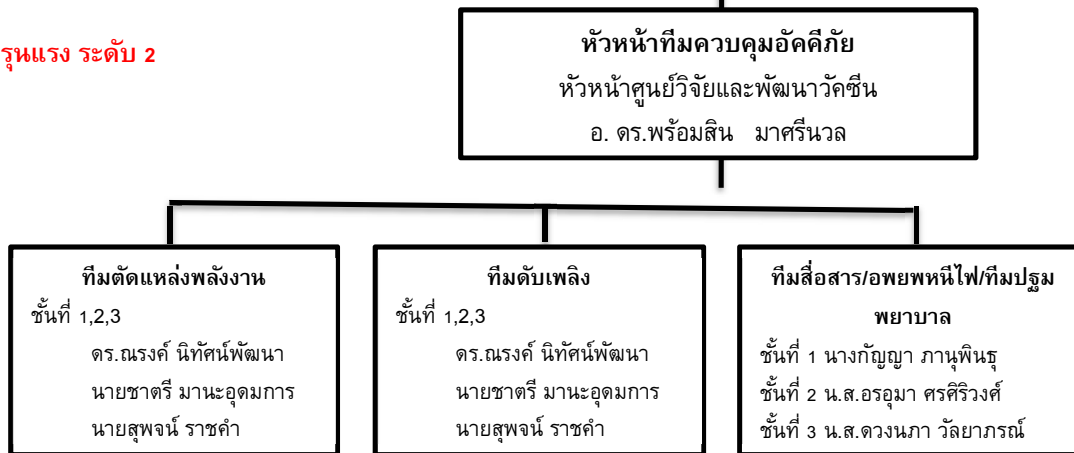 รุนแรง ระดับ 2
หัวหน้าทีมควบคุมอัคคีภัย
หัวหน้าศูนย์วิจัยและพัฒนาวัคซีน
อ. ดร.พร้อมสิน มาศรีนวล
ทีมตัดแหล่งพลังงาน
ชั้นที่ 1,2,3
ดร.ณรงค์ นิทัศน์พัฒนา
นายชาตรี มานะอุดมการ
นายสุพจน์ ราชคำ
ทีมดับเพลิง
ชั้นที่ 1,2,3
ดร.ณรงค์ นิทัศน์พัฒนา
นายชาตรี มานะอุดมการ
นายสุพจน์ ราชคำ
ทีมสื่อสาร/อพยพหนีไฟ/ทีมปฐม
พยาบาล
ชั้นที่ 1 นางกัญญา ภานุพินธุ
ชั้นที่ 2 น.ส.อรอุมา ศรศิริวงศ์
ชั้นที่ 3 น.ส.ดวงนภา วัลยาภรณ์